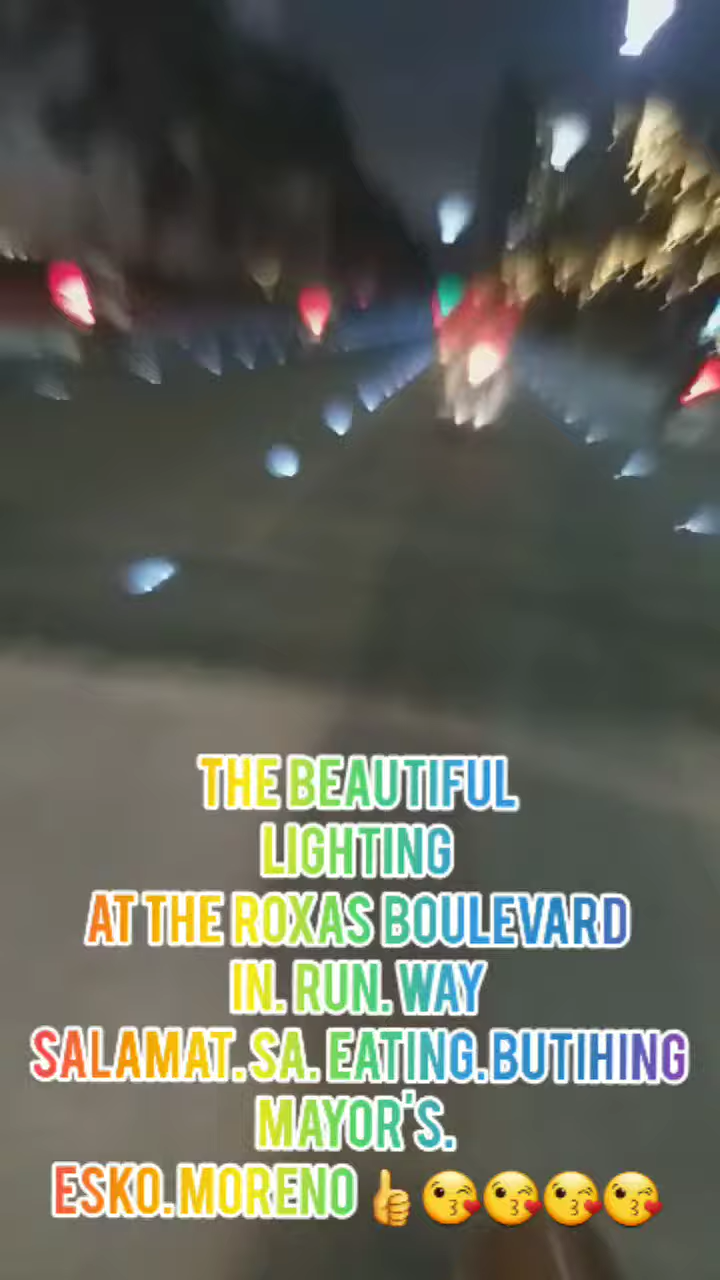 THE BEAUTIFUL
LIGHTING
AT THE ROXAS BOULEVARD
IN. RUN. WAY
SALAMAT. SA. EATING. BUTIHING
MAYOR'S.
ESKO. MORENO 👍😘😘😘😘